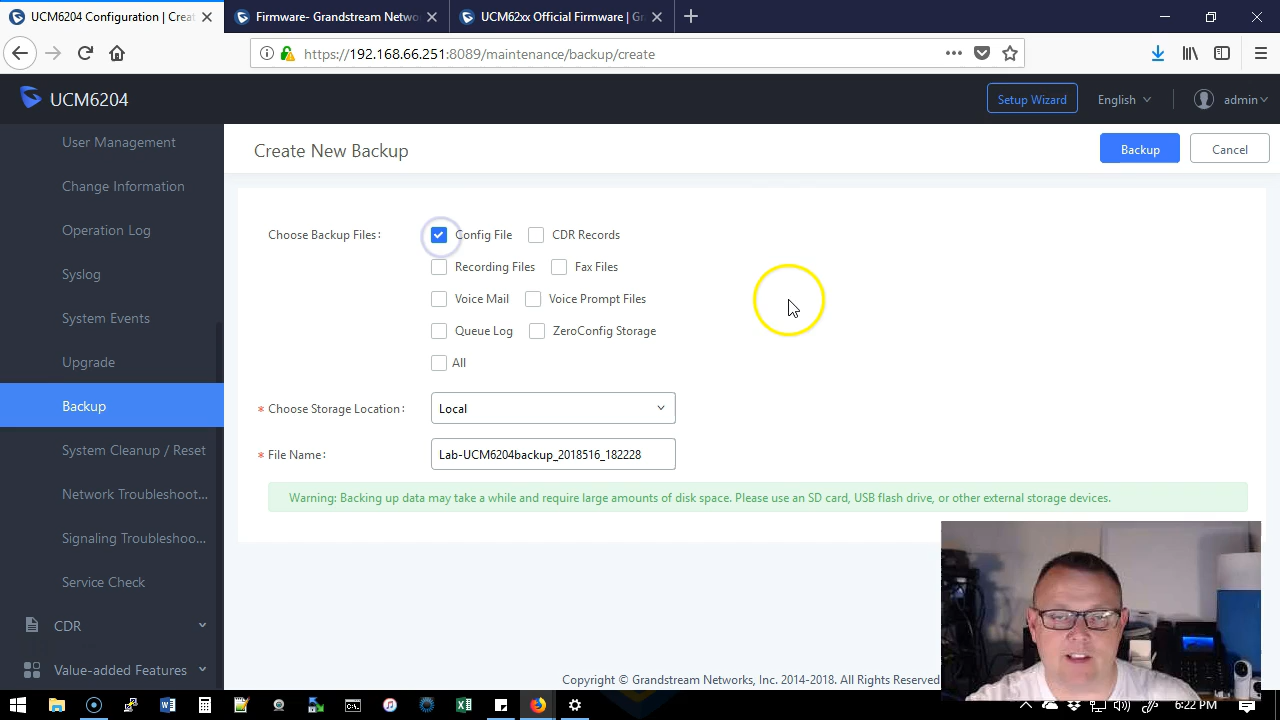 UCM6204 Configuration | Creat
Firmware- Grandstream Netwo
UCM62xx Official Firmware | Gr
https://192.168.66.251:8089/maintenance/backup/create
UCM6204
Setup Wizard
English
admin
User Management
Change Information
Operation Log
Syslog
System Events
Upgrade
Backup
System Cleanup / Reset
Network Troubleshoot...
Signaling Troubleshoo...
Service Check
CDR
Value-added Features
Create New Backup
Backup
Cancel
Choose Backup Files:
Config File
CDR Records
Recording Files
Fax Files
Voice Mail
Voice Prompt Files
Queue Log
ZeroConfig Storage
All
* Choose Storage Location:
Local
* File Name:
Lab-UCM6204backup_2018516_182228
Warning: Backing up data may take a while and require large amounts of disk space. Please use an SD card, USB flash drive, or other external storage devices.
Copyright © Grandstream Networks, Inc. 2014-2018. All Rights Reserved
6:22 PM